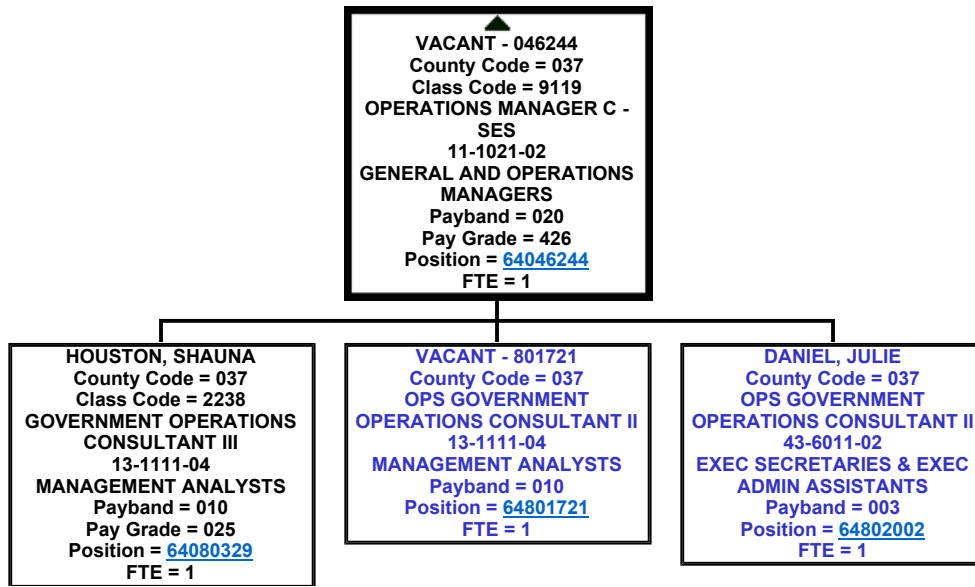 VACANT - 046244
County Code = 037
Class Code = 9119
OPERATIONS MANAGER C -
SES
11-1021-02
GENERAL AND OPERATIONS
MANAGERS
Payband = 020
Pay Grade = 426
Position = 64046244
FTE = 1
HOUSTON, SHAUNA
County Code = 037
Class Code = 2238
GOVERNMENT OPERATIONS
CONSULTANT III
13-1111-04
MANAGEMENT ANALYSTS
Payband = 010
Pay Grade = 025
Position = 64080329
FTE = 1
VACANT - 801721
County Code = 037
OPS GOVERNMENT
OPERATIONS CONSULTANT II
13-1111-04
MANAGEMENT ANALYSTS
Payband = 010
Position = 64801721
FTE = 1
DANIEL, JULIE
County Code = 037
OPS GOVERNMENT
OPERATIONS CONSULTANT II
43-6011-02
EXEC SECRETARIES & EXEC
ADMIN ASSISTANTS
Payband = 003
Position = 64802002
FTE = 1